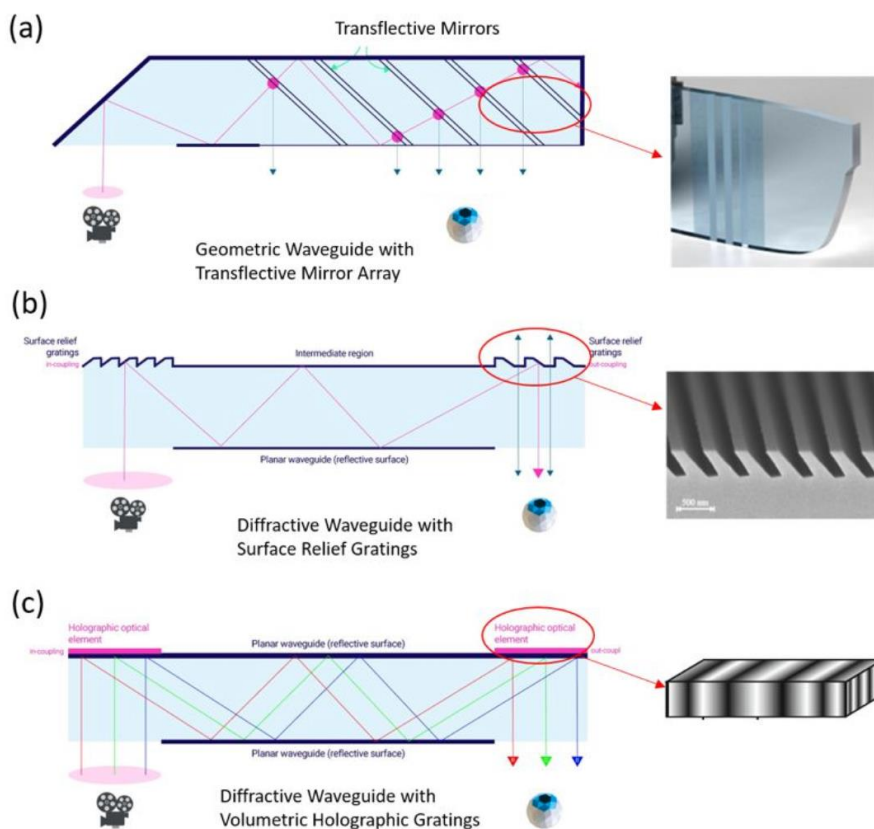 (a)
Transflective Mirrors
Geometric Waveguide with
Transflective Mirror Array
(b)
Surface relief
gratings
in-coupling
Intermediate region
Surface relief
gratings
out-coupling
Planar waveguide (reflective surface)
500 nm
Diffractive Waveguide with
Surface Relief Gratings
(c)
Holographic optical
element
in-coupling
Planar waveguide (reflective surface)
Holographic optical
element
out-coupl
Planar waveguide (reflective surface)
Diffractive Waveguide with
Volumetric Holographic Gratings